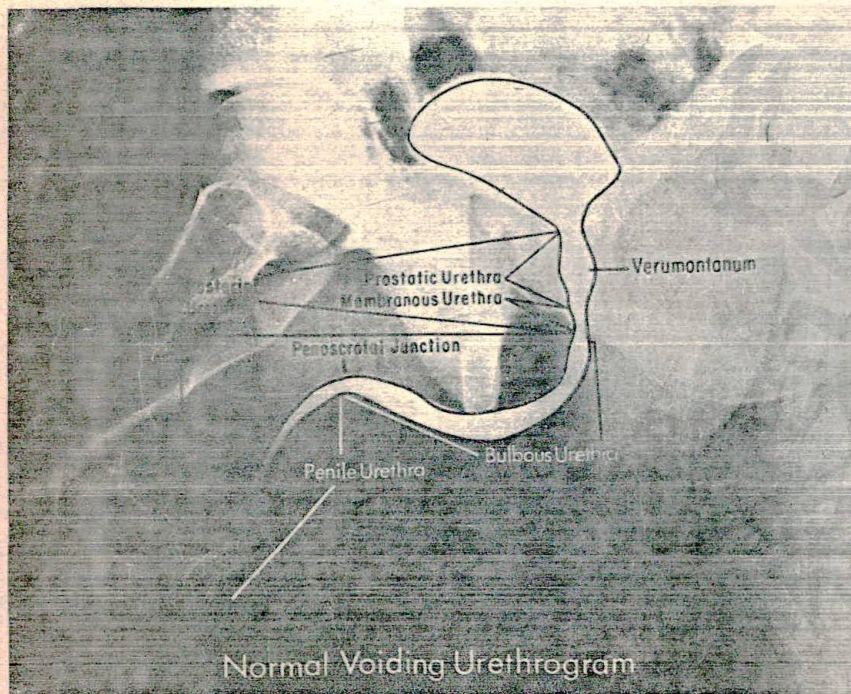 Prostatic Urethra
Verumontanum
Membranous Urethra
Penoscrotal Junction
Bulbous Urethra
Penile Urethra
Normal Voiding Urethrogram